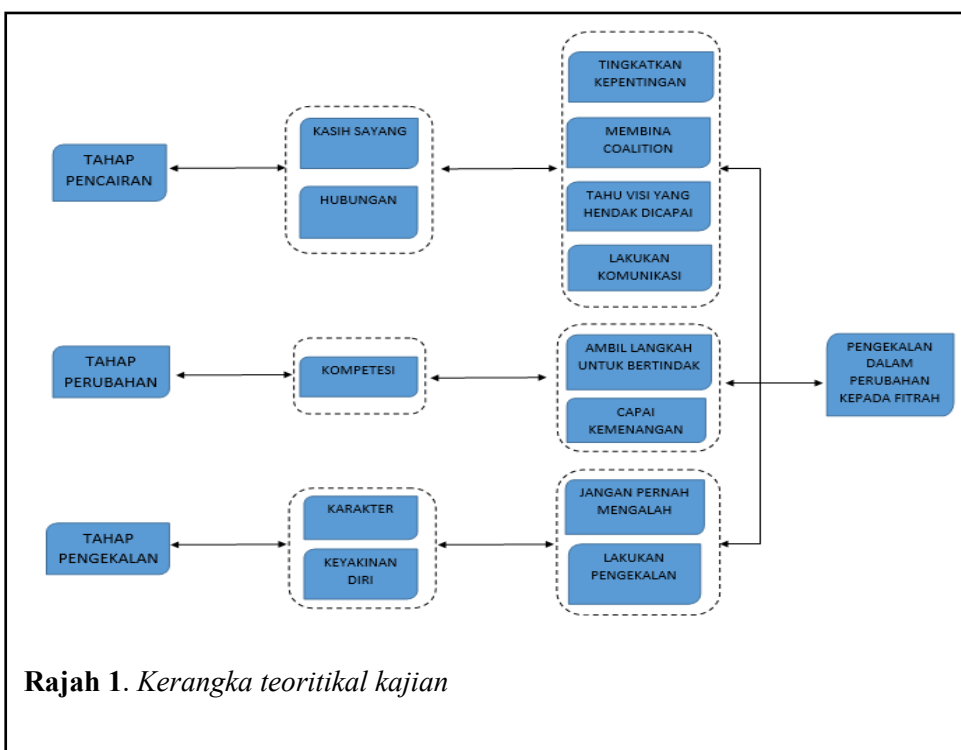 TINGKATKAN
KEPENTINGAN
KASIH SAYANG
MEMBINA
COALITION
TAHAP
PENCAIRAN
HUBUNGAN
TAHU VISI YANG
HENDAK DICAPAI
LAKUKAN
KOMUNIKASI
TAHAP
PERUBAHAN
KOMPETESI
AMBIL LANGKAH
UNTUK BERTINDAK
CAPAI
KEMENANGAN
PENGEKALAN
DALAM
PERUBAHAN
KEPADA FITRAH
TAHAP
PENGEKALAN
KARAKTER
KEYAKINAN
DIRI
JANGAN PERNAH
MENGALAH
LAKUKAN
PENGEKALAN
Rajah 1. Kerangka teoritikal kajian